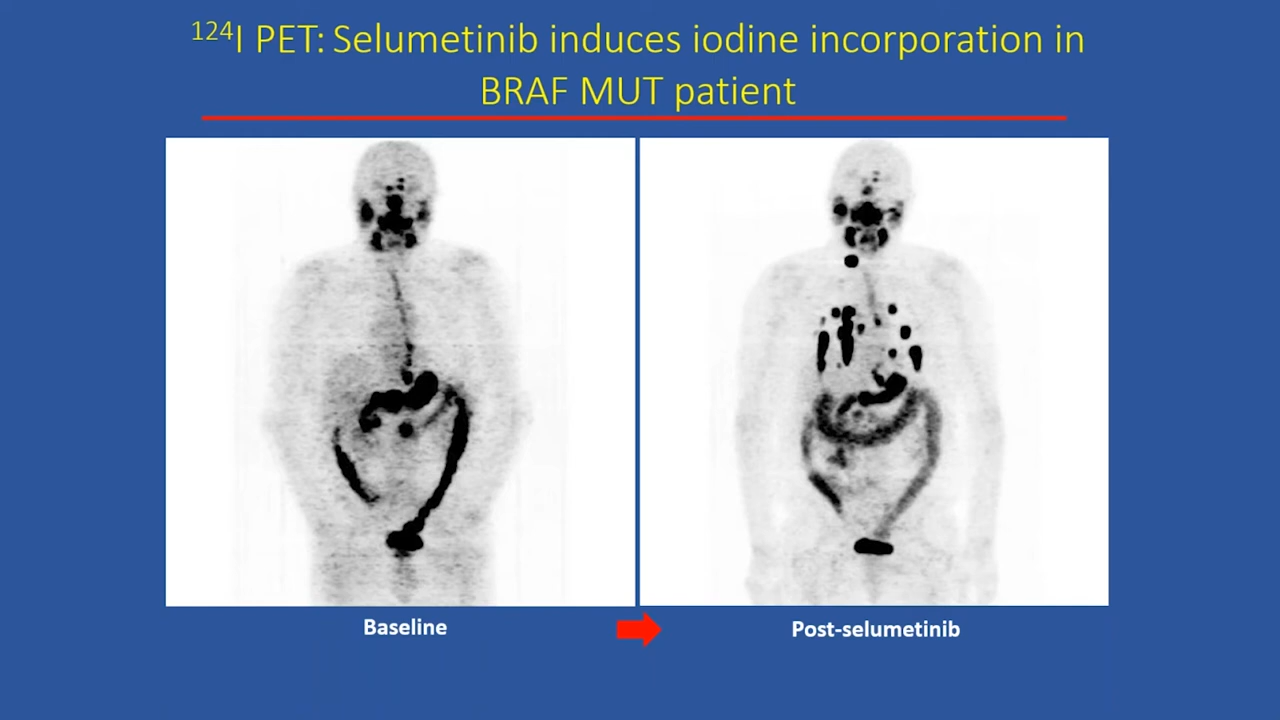 ¹²⁴I PET: Selumetinib induces iodine incorporation in
BRAF MUT patient
Baseline
Post-selumetinib